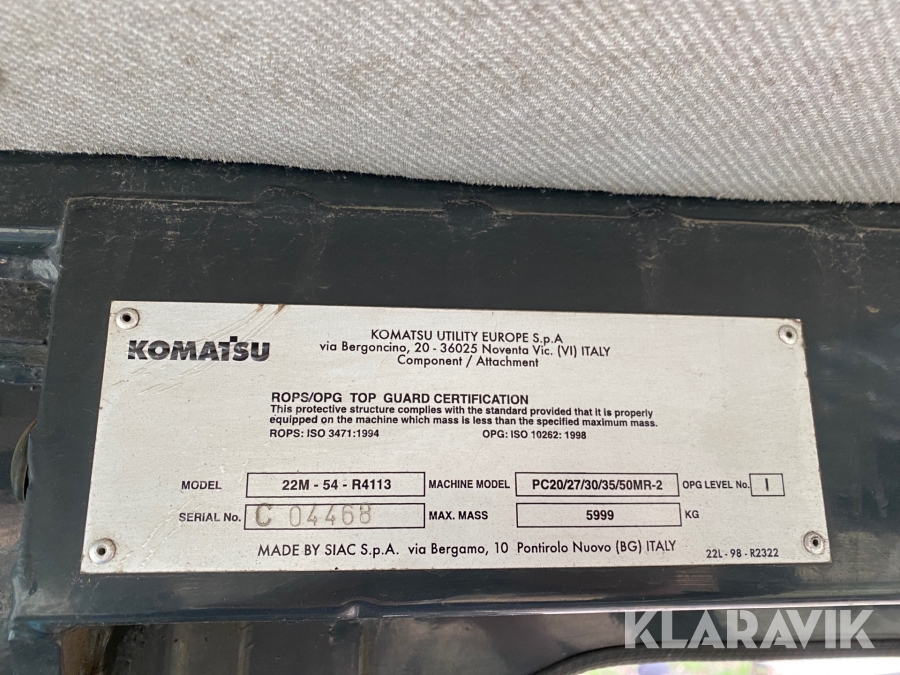 KOMATSU
KOMATSU UTILITY EUROPE S.p.A
via Bergoncino, 20 - 36025 Noventa Vic. (VI) ITALY
Component / Attachment
ROPS/OPG TOP GUARD CERTIFICATION
This protective structure complies with the standard provided that it is properly
equipped on the machine which mass is less than the specified maximum mass.
ROPS: ISO 3471:1994 OPG: ISO 10262: 1998
MODEL 22M - 54 - R4113 MACHINE MODEL PC20/27/30/35/50MR-2 OPG LEVEL No. I
SERIAL No. C 04468 MAX. MASS 5999 KG
MADE BY SIAC S.p.A. via Bergamo, 10 Pontirolo Nuovo (BG) ITALY 22L - 98 - R2322
KLARAVIK
KLARAVIK